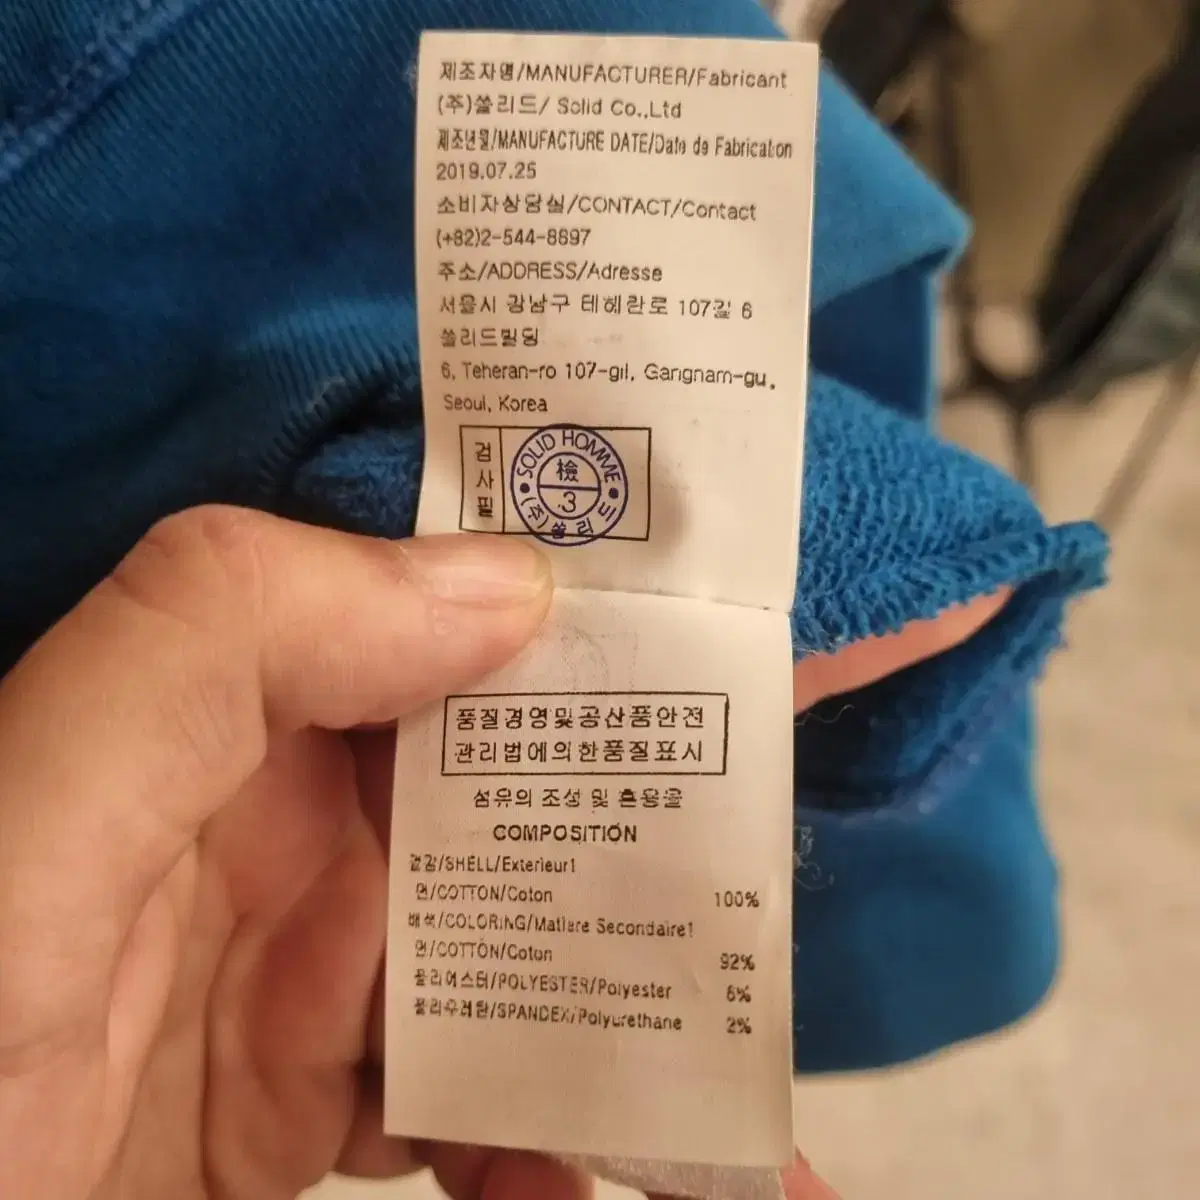 제조자명/MANUFACTURER/Fabricant
(주)쏠리드/ Solid Co.,Ltd
제조년월/MANUFACTURE DATE/Date de Fabrication
2019.07.25
소비자상담실/CONTACT/Contact
(+82)2-544-8697
주소/ADDRESS/Adresse
서울시 강남구 테헤란로 107길 6
쏠리드빌딩
6, Teheran-ro 107-gil, Gangnam-gu,
Seoul, Korea
검사필
SOLID HOMME
檢
3
(주)쏠리드
품질경영및공산품안전
관리법에의한품질표시
섬유의 조성 및 혼용율
COMPOSITION
겉감/SHELL/Exterieur1
면/COTTON/Coton 100%
배색/COLORING/Matiere Secondaire1
면/COTTON/Coton 92%
폴리에스터/POLYESTER/Polyester 6%
폴리우레탄/SPANDEX/Polyurethane 2%